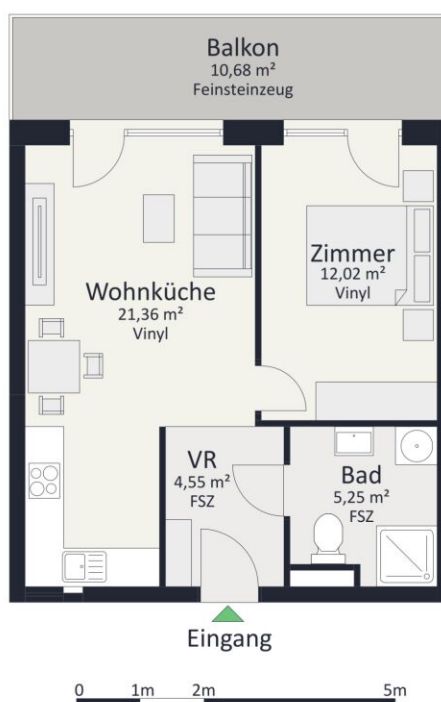 Balkon
10,68 m²
Feinsteinzeug
Zimmer
12,02 m²
Vinyl
Wohnküche
21,36 m²
Vinyl
VR
4,55 m²
FSZ
Bad
5,25 m²
FSZ
Eingang
0 1m 2m 5m